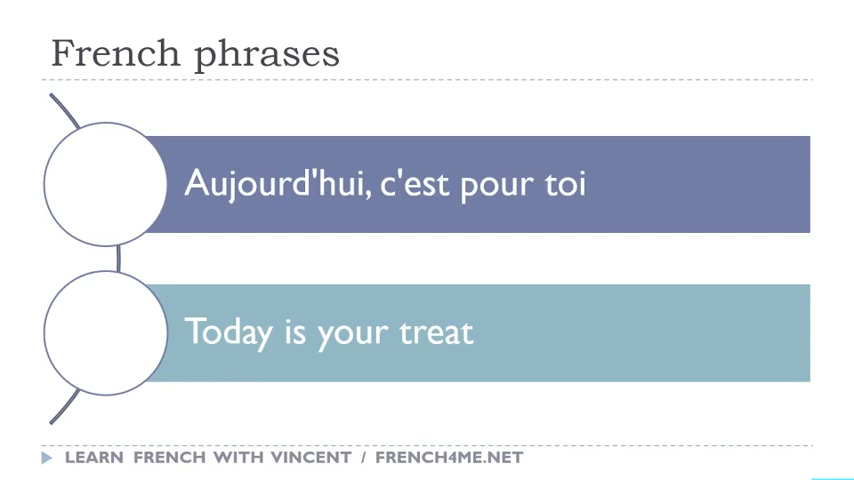 French phrases
Aujourd'hui, c'est pour toi
Today is your treat
LEARN FRENCH WITH VINCENT / FRENCH4ME.NET